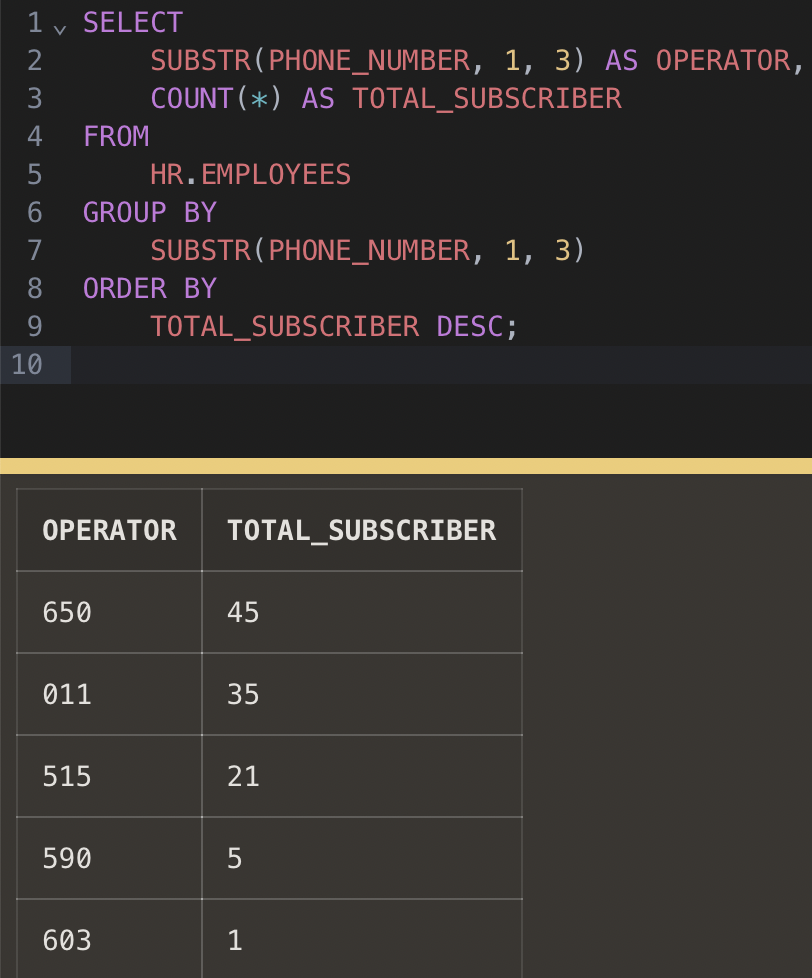 1 SELECT
2 SUBSTR(PHONE_NUMBER, 1, 3) AS OPERATOR,
3 COUNT(*) AS TOTAL_SUBSCRIBER
4 FROM
5 HR.EMPLOYEES
6 GROUP BY
7 SUBSTR(PHONE_NUMBER, 1, 3)
8 ORDER BY
9 TOTAL_SUBSCRIBER DESC;
10
OPERATOR TOTAL_SUBSCRIBER
650 45
011 35
515 21
590 5
603 1